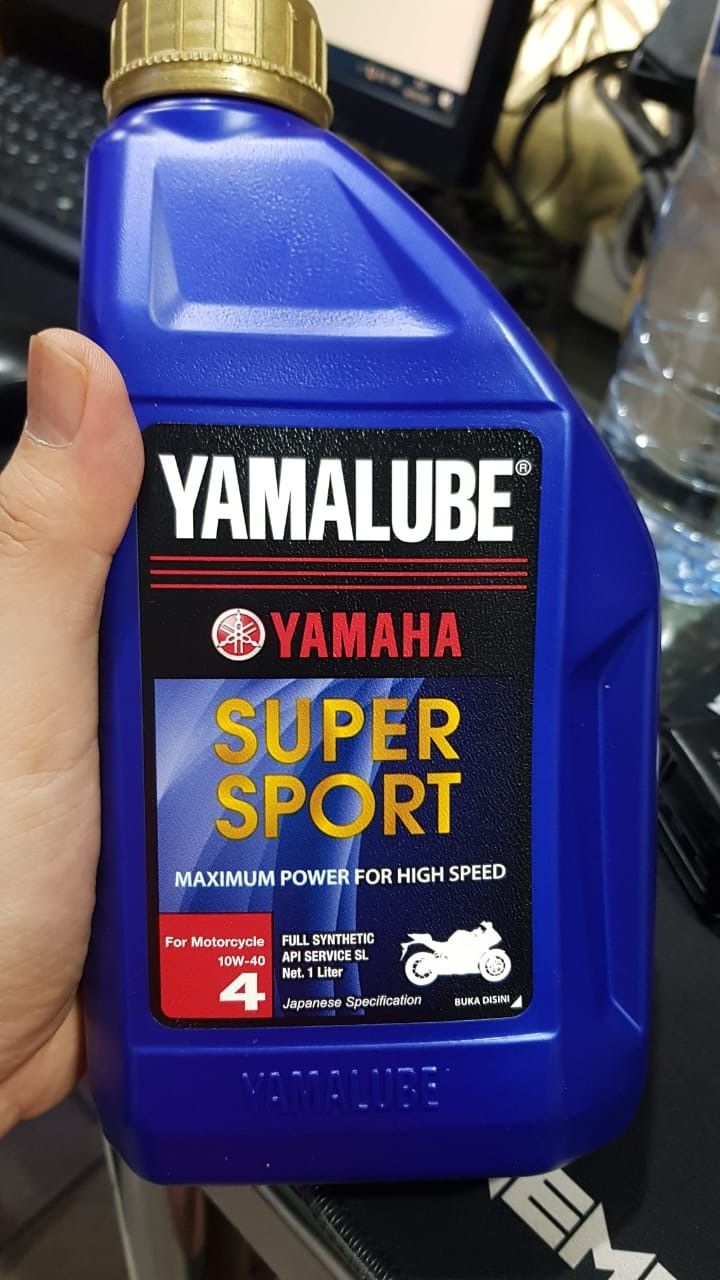 YAMALUBE®
YAMAHA
SUPER
SPORT
MAXIMUM POWER FOR HIGH SPEED
For Motorcycle
10W-40
4
FULL SYNTHETIC
API SERVICE SL
Net. 1 Liter
Japanese Specification
BUKA DISINI
YAMALUBE